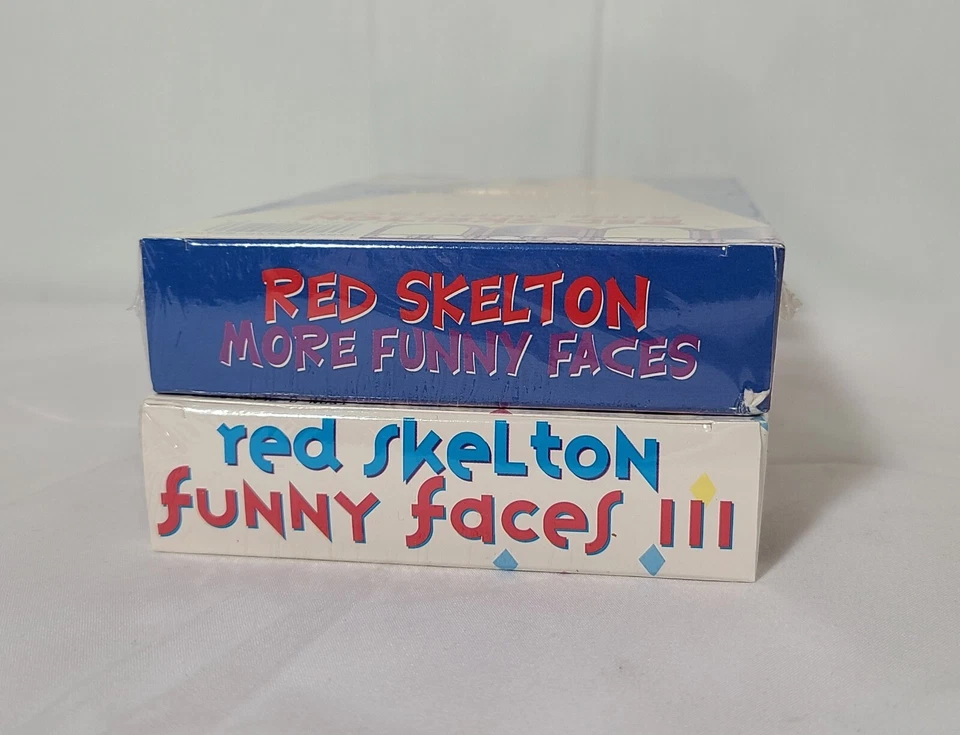 RED SKELTON
MORE FUNNY FACES
red skelton
funny faces III